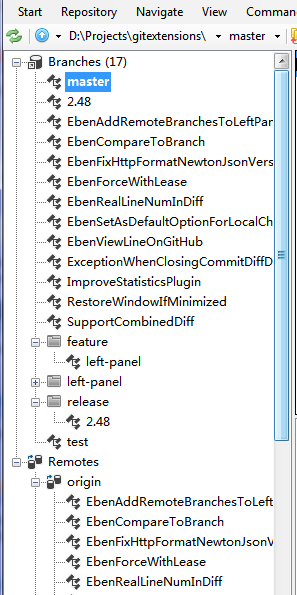 Start Repository Navigate View Comman
D:\Projects\gitextensions\ master
Branches (17)
master
2.48
EbenAddRemoteBranchesToLeftPan
EbenCompareToBranch
EbenFixHttpFormatNewtonJsonVers
EbenForceWithLease
EbenRealLineNumInDiff
EbenSetAsDefaultOptionForLocalCh
EbenViewLineOnGitHub
ExceptionWhenClosingCommitDiffD
ImproveStatisticsPlugin
RestoreWindowIfMinimized
SupportCombinedDiff
feature
left-panel
left-panel
release
2.48
test
Remotes
origin
EbenAddRemoteBranchesToLeft
EbenCompareToBranch
EbenFixHttpFormatNewtonJson
EbenForceWithLease
EbenRealLineNumInDiff